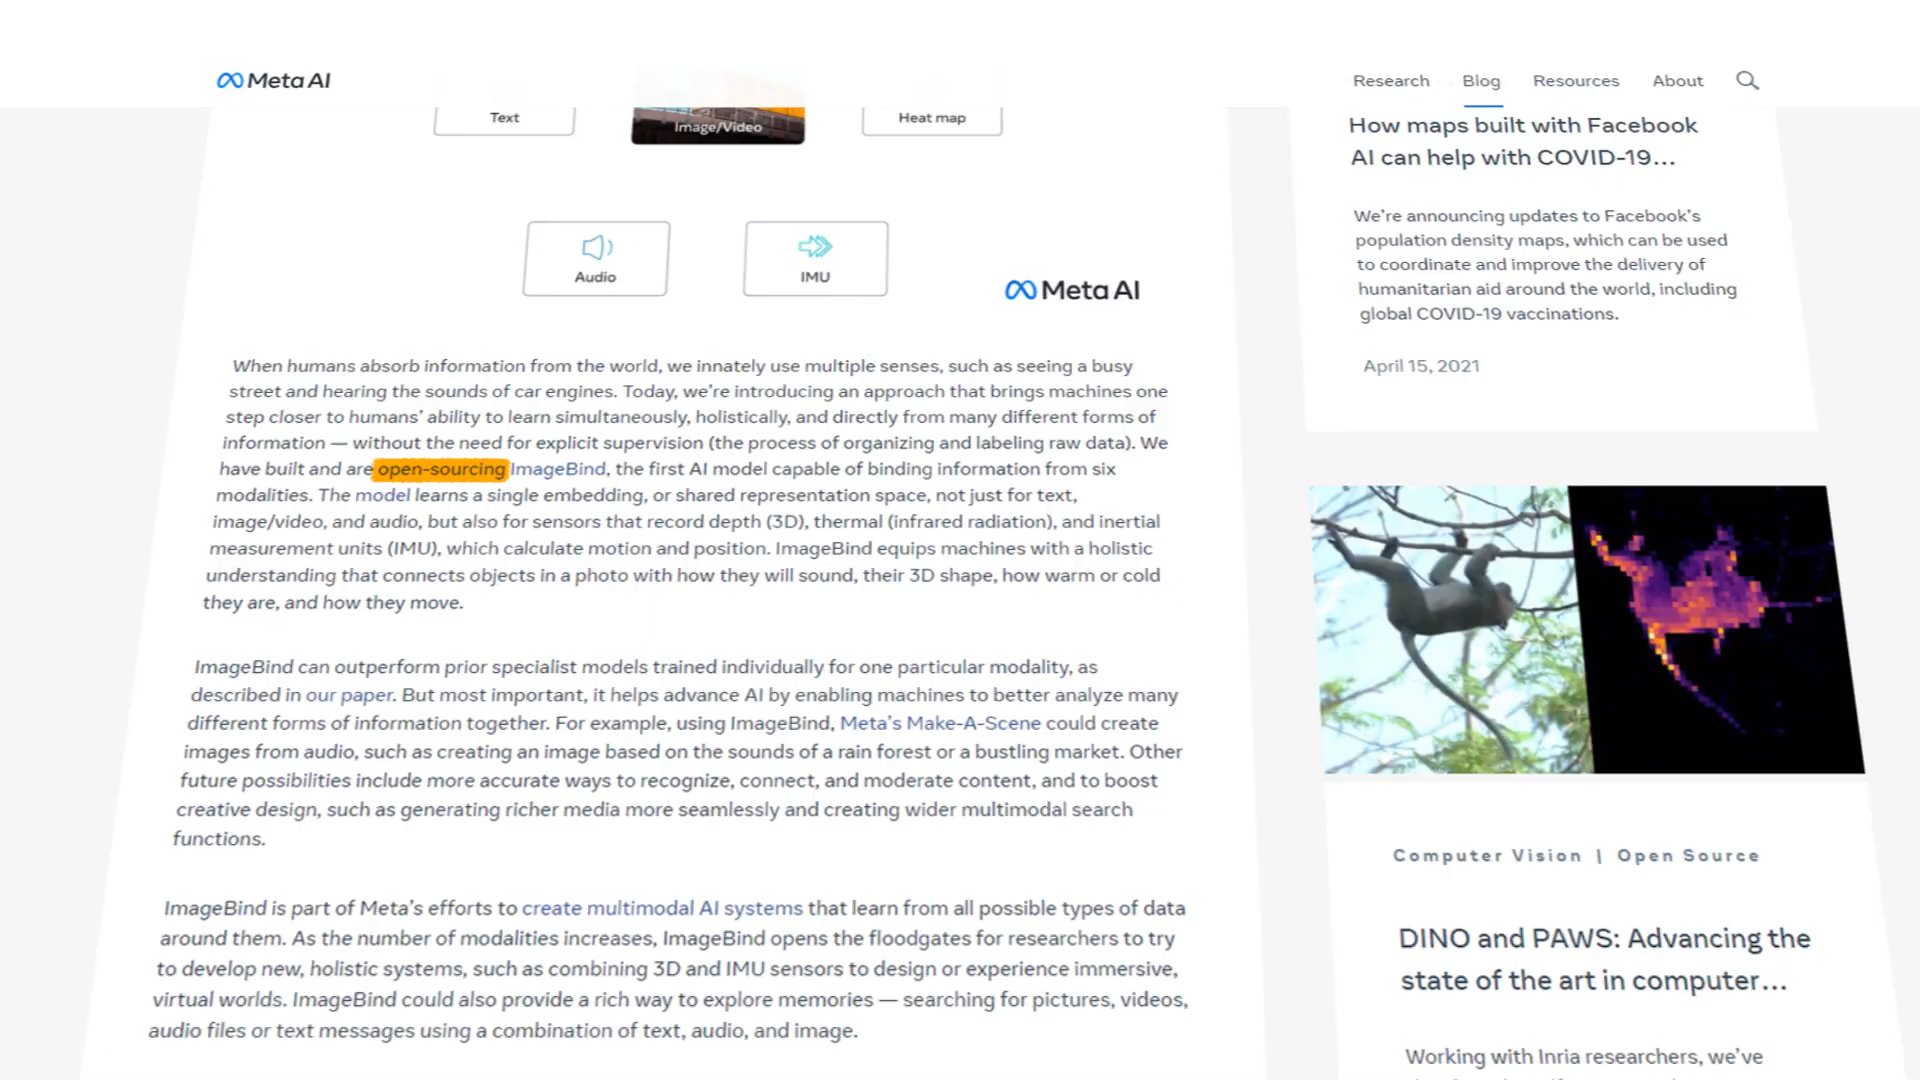 Meta AI
Research Blog Resources About
Text
Image/Video
Heat map
Audio
IMU
Meta AI
When humans absorb information from the world, we innately use multiple senses, such as seeing a busy
street and hearing the sounds of car engines. Today, we’re introducing an approach that brings machines one
step closer to humans’ ability to learn simultaneously, holistically, and directly from many different forms of
information — without the need for explicit supervision (the process of organizing and labeling raw data). We
have built and are open-sourcing ImageBind, the first AI model capable of binding information from six
modalities. The model learns a single embedding, or shared representation space, not just for text,
image/video, and audio, but also for sensors that record depth (3D), thermal (infrared radiation), and inertial
measurement units (IMU), which calculate motion and position. ImageBind equips machines with a holistic
understanding that connects objects in a photo with how they will sound, their 3D shape, how warm or cold
they are, and how they move.
ImageBind can outperform prior specialist models trained individually for one particular modality, as
described in our paper. But most important, it helps advance AI by enabling machines to better analyze many
different forms of information together. For example, using ImageBind, Meta’s Make-A-Scene could create
images from audio, such as creating an image based on the sounds of a rain forest or a bustling market. Other
future possibilities include more accurate ways to recognize, connect, and moderate content, and to boost
creative design, such as generating richer media more seamlessly and creating wider multimodal search
functions.
ImageBind is part of Meta’s efforts to create multimodal AI systems that learn from all possible types of data
around them. As the number of modalities increases, ImageBind opens the floodgates for researchers to try
to develop new, holistic systems, such as combining 3D and IMU sensors to design or experience immersive,
virtual worlds. ImageBind could also provide a rich way to explore memories — searching for pictures, videos,
audio files or text messages using a combination of text, audio, and image.
How maps built with Facebook
AI can help with COVID-19...
We’re announcing updates to Facebook’s
population density maps, which can be used
to coordinate and improve the delivery of
humanitarian aid around the world, including
global COVID-19 vaccinations.
April 15, 2021
Computer Vision | Open Source
DINO and PAWS: Advancing the
state of the art in computer...
Working with Inria researchers, we’ve